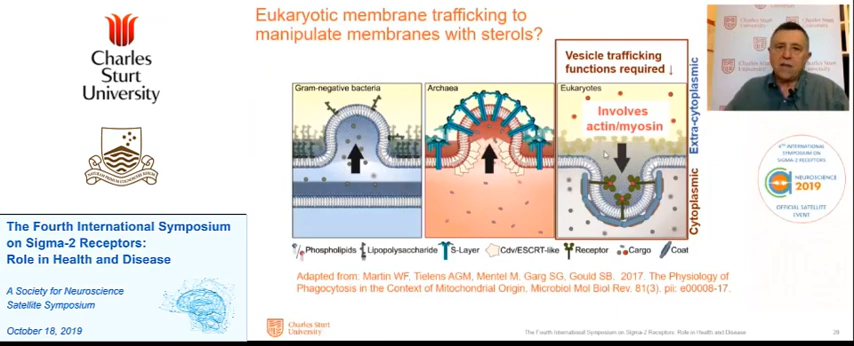 Charles
Sturt
University
The Fourth International Symposium
on Sigma-2 Receptors:
Role in Health and Disease
A Society for Neuroscience
Satellite Symposium
October 18, 2019
Eukaryotic membrane trafficking to
manipulate membranes with sterols?
Vesicle trafficking
functions required ↓
Gram-negative bacteria
Archaea
Eukaryotes
Involves
actin/myosin
Extra-cytoplasmic
Cytoplasmic
Phospholipids
Lipopolysaccharide
S-Layer
Cdv/ESCRT-like
Receptor
Cargo
Coat
Adapted from: Martin WF, Tielens AGM, Mentel M, Garg SG, Gould SB. 2017. The Physiology of
Phagocytosis in the Context of Mitochondrial Origin. Microbiol Mol Biol Rev. 81(3). pii: e00008-17.
Charles Sturt
University
The Fourth International Symposium on Sigma-2 Receptors: Role in Health and Disease
4TH INTERNATIONAL
SYMPOSIUM ON
SIGMA-2 RECEPTORS
NEUROSCIENCE
2019
OFFICIAL SATELLITE
EVENT